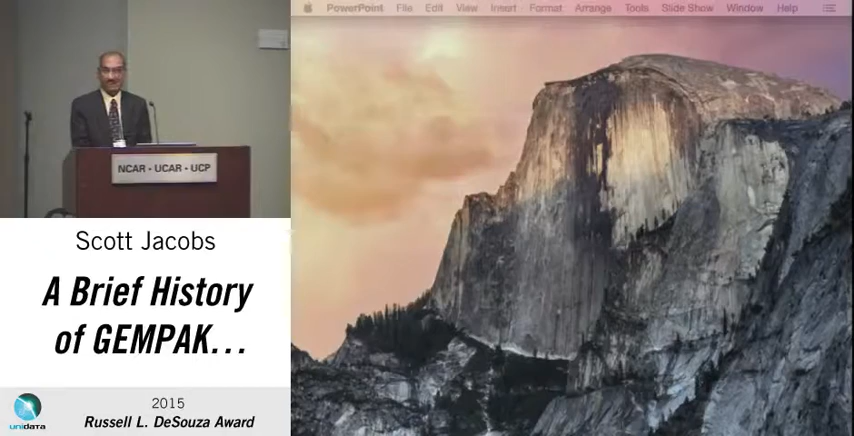 PowerPoint File Edit View Insert Format Arrange Tools Slide Show Window Help
NCAR - UCAR - UCP
Scott Jacobs
A Brief History
of GEMPAK...
2015
Russell L. DeSouza Award
unidata